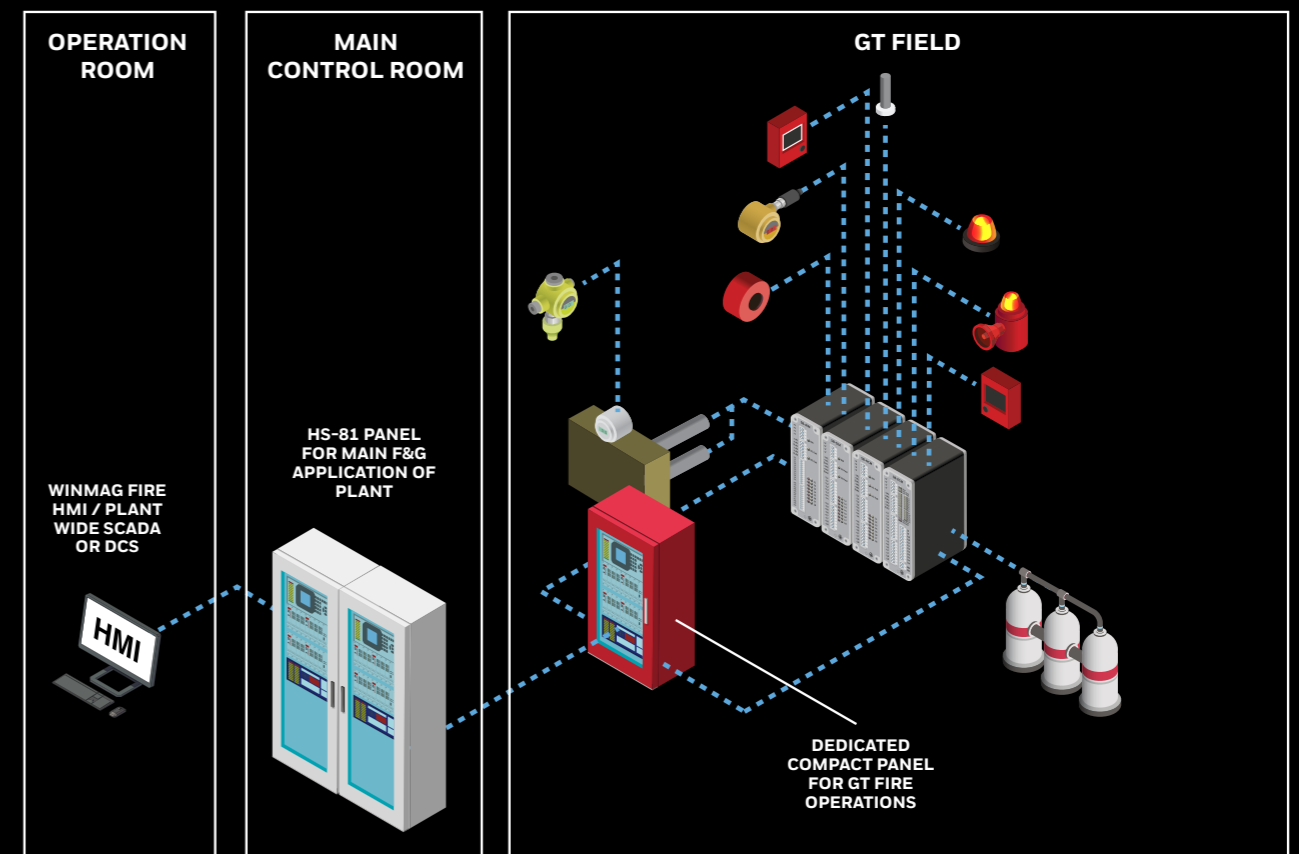 OPERATION
ROOM
MAIN
CONTROL ROOM
GT FIELD
HS-81 PANEL
FOR MAIN F&G
APPLICATION OF
PLANT
WINMAG FIRE
HMI / PLANT
WIDE SCADA
OR DCS
HMI
DEDICATED
COMPACT PANEL
FOR GT FIRE
OPERATIONS